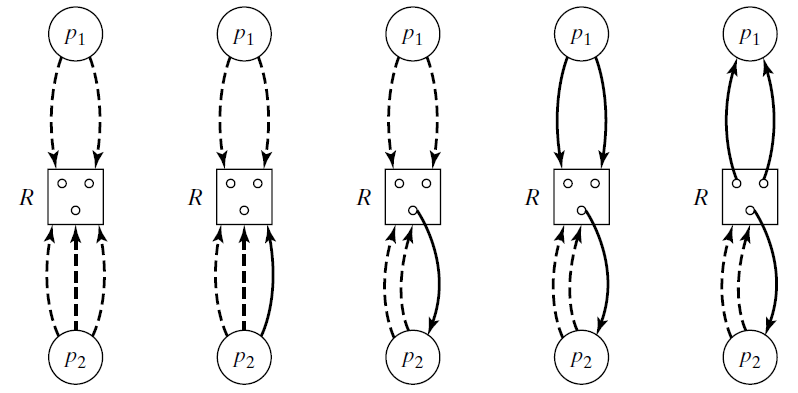 p₁ p₁ p₁ p₁ p₁
R R R R R
p₂ p₂ p₂ p₂ p₂